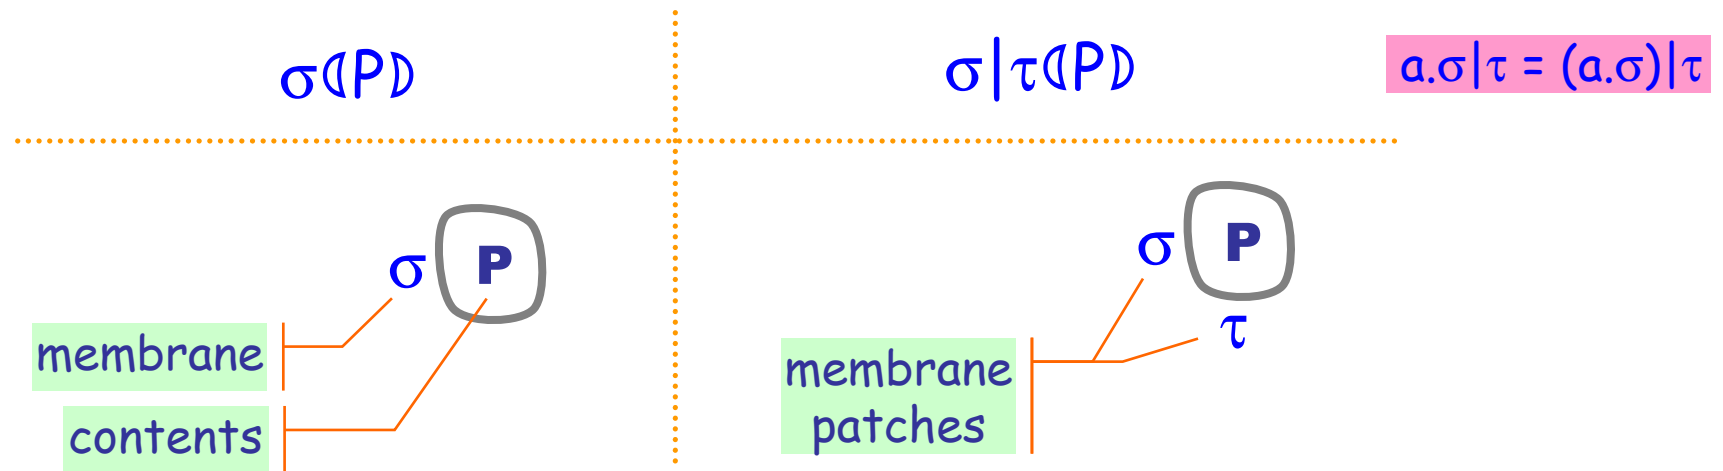 σ⦇P⦈
σ|τ⦇P⦈
a.σ|τ = (a.σ)|τ
σ
P
membrane
contents
σ
P
τ
membrane
patches